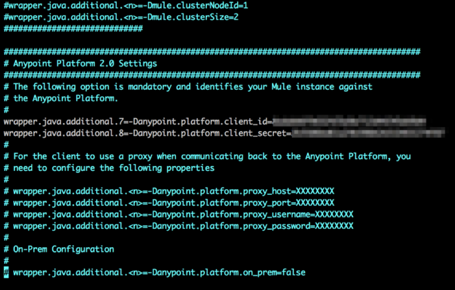 #wrapper.java.additional.<n>=-Dmule.clusterNodeId=1
#wrapper.java.additional.<n>=-Dmule.clusterSize=2
############################

####################################################################################
# Anypoint Platform 2.0 Settings
####################################################################################
# The following option is mandatory and identifies your Mule instance against
# the Anypoint Platform.
#
wrapper.java.additional.7=-Danypoint.platform.client_id=
wrapper.java.additional.8=-Danypoint.platform.client_secret=
#
# For the client to use a proxy when communicating back to the Anypoint Platform, you
# need to configure the following properties
#
# wrapper.java.additional.<n>=-Danypoint.platform.proxy_host=XXXXXXXX
# wrapper.java.additional.<n>=-Danypoint.platform.proxy_port=XXXXXXXX
# wrapper.java.additional.<n>=-Danypoint.platform.proxy_username=XXXXXXXX
# wrapper.java.additional.<n>=-Danypoint.platform.proxy_password=XXXXXXXX
#
# On-Prem Configuration
#
# wrapper.java.additional.<n>=-Danypoint.platform.on_prem=false